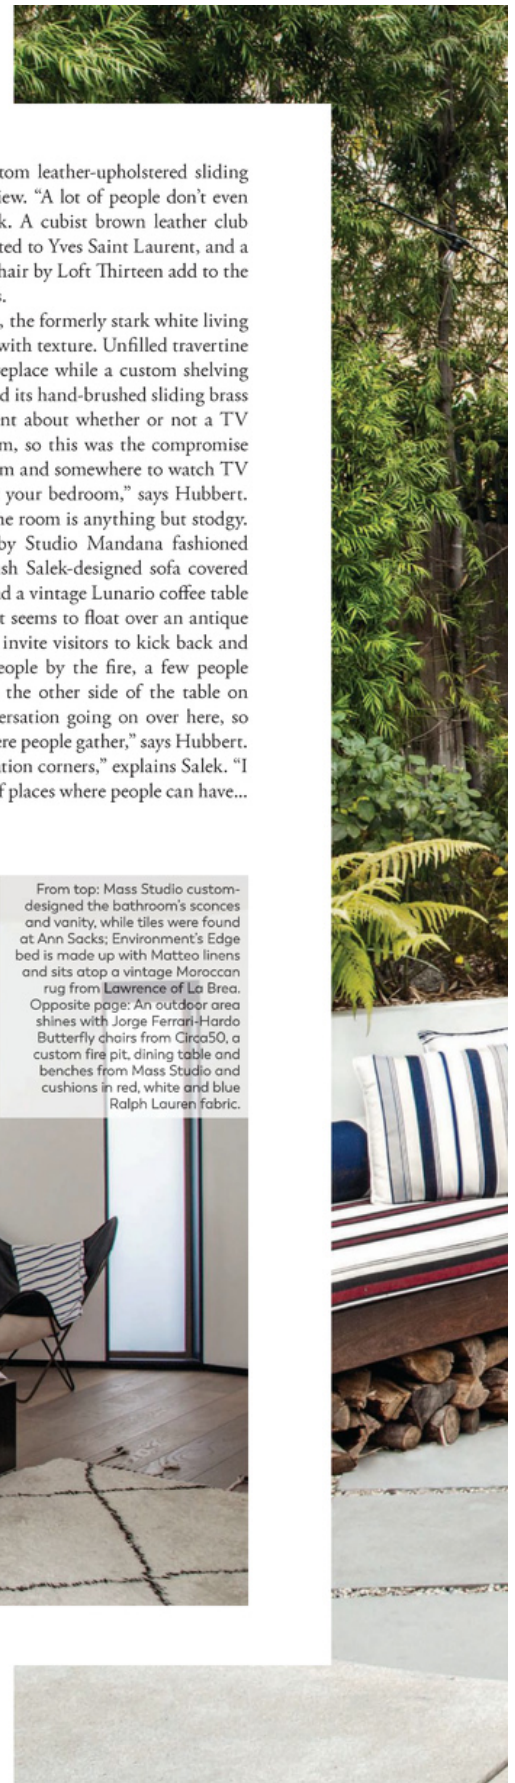 tom leather-upholstered sliding
iew. “A lot of people don’t even
k. A cubist brown leather club
ted to Yves Saint Laurent, and a
hair by Loft Thirteen add to the
s.
, the formerly stark white living
with texture. Unfilled travertine
eplace while a custom shelving
d its hand-brushed sliding brass
nt about whether or not a TV
m, so this was the compromise
m and somewhere to watch TV
your bedroom,” says Hubbert.
he room is anything but stodgy.
by Studio Mandana fashioned
sh Salek-designed sofa covered
d a vintage Lunario coffee table
t seems to float over an antique
invite visitors to kick back and
eople by the fire, a few people
the other side of the table on
ersation going on over here, so
ere people gather,” says Hubbert.
tion corners,” explains Salek. “I
f places where people can have...
From top: Mass Studio custom-
designed the bathroom’s sconces
and vanity, while tiles were found
at Ann Sacks; Environment’s Edge
bed is made up with Matteo linens
and sits atop a vintage Moroccan
rug from Lawrence of La Brea.
Opposite page: An outdoor area
shines with Jorge Ferrari-Hardo
Butterfly chairs from Circa50, a
custom fire pit, dining table and
benches from Mass Studio and
cushions in red, white and blue
Ralph Lauren fabric.